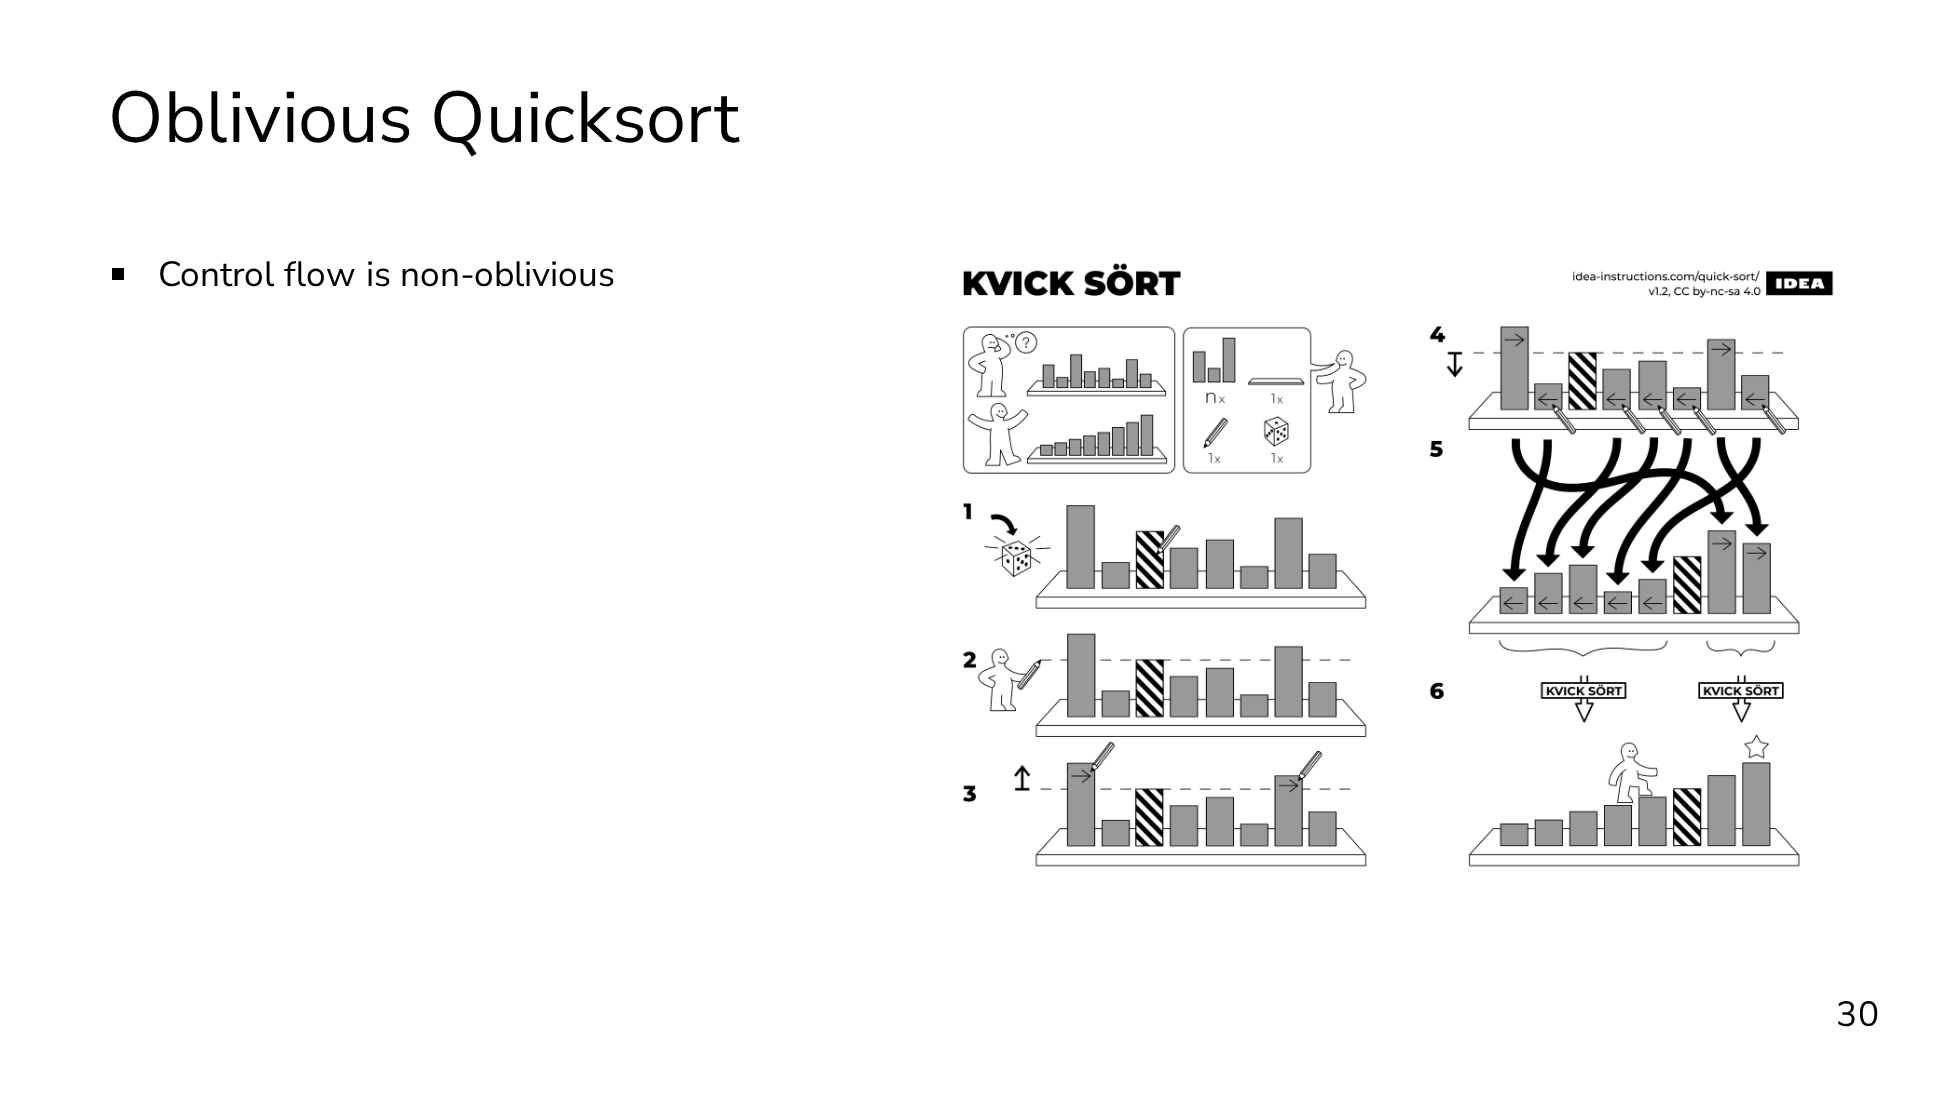 Oblivious Quicksort
▪ Control flow is non-oblivious
KVICK SÖRT
idea-instructions.com/quick-sort/
v1.2, CC by-nc-sa 4.0
IDEA
?
n x
1x
1x
1x
1
2
3
4
5
6
KVICK SÖRT
KVICK SÖRT
30